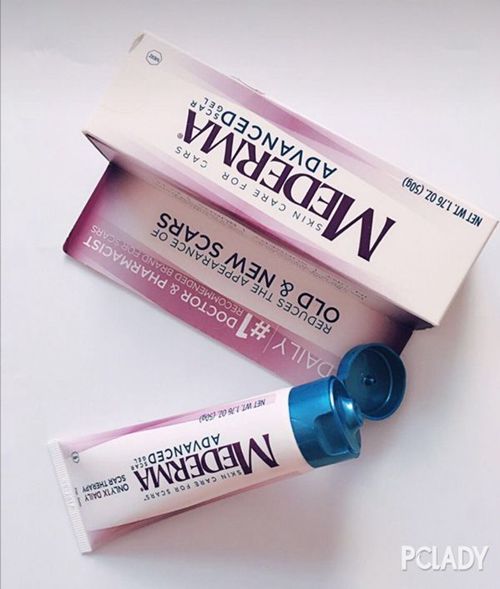 NET WT. 1.76 OZ. (50g)
SKIN CARE FOR CARS
MEDERMA®
ADVANCED SCAR GEL
REDUCES THE APPEARANCE OF
OLD & NEW SCARS
DAILY
#1 DOCTOR & PHARMACIST
RECOMMENDED BRAND FOR SCARS
NET WT. 1.76 OZ (50g)
SKIN CARE FOR SCARS
MEDERMA
ADVANCED SCAR GEL
ONLY 1X DAILY
SCAR THERAPY
PCLADY